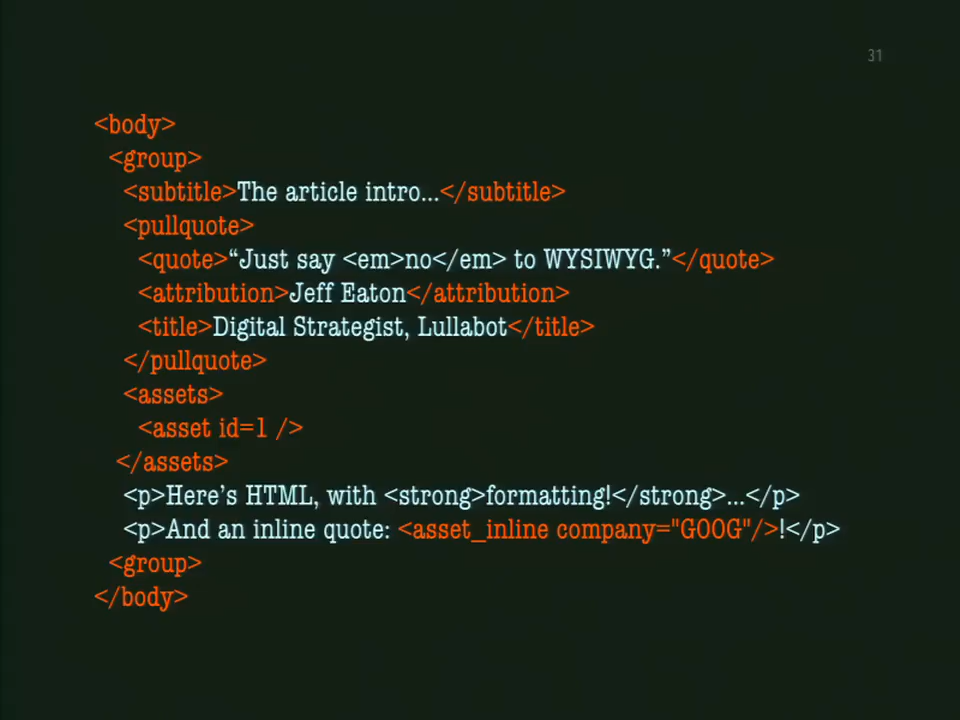 31
<body>
<group>
<subtitle>The article intro...</subtitle>
<pullquote>
<quote>“Just say <em>no</em> to WYSIWYG.”</quote>
<attribution>Jeff Eaton</attribution>
<title>Digital Strategist, Lullabot</title>
</pullquote>
<assets>
<asset id=1 />
</assets>
<p>Here’s HTML, with <strong>formatting!</strong>...</p>
<p>And an inline quote: <asset_inline company="GOOG"/>!</p>
<group>
</body>